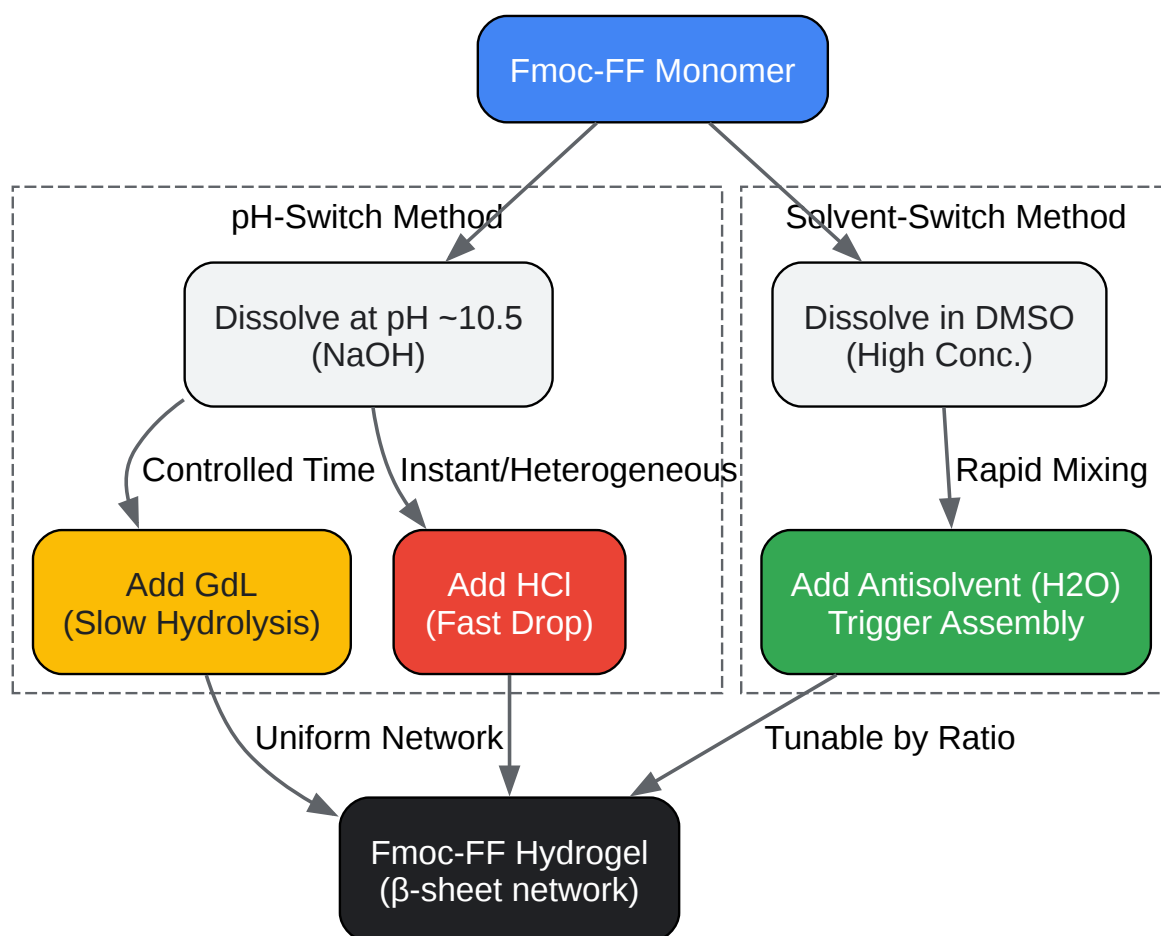 Fmoc-FF Monomer
pH-Switch Method
Solvent-Switch Method
Dissolve at pH ~10.5
(NaOH)
Dissolve in DMSO
(High Conc.)
Controlled Time
Instant/Heterogeneous
Rapid Mixing
Add GdL
(Slow Hydrolysis)
Add HCl
(Fast Drop)
Add Antisolvent (H2O)
Trigger Assembly
Uniform Network
Tunable by Ratio
Fmoc-FF Hydrogel
(β-sheet network)